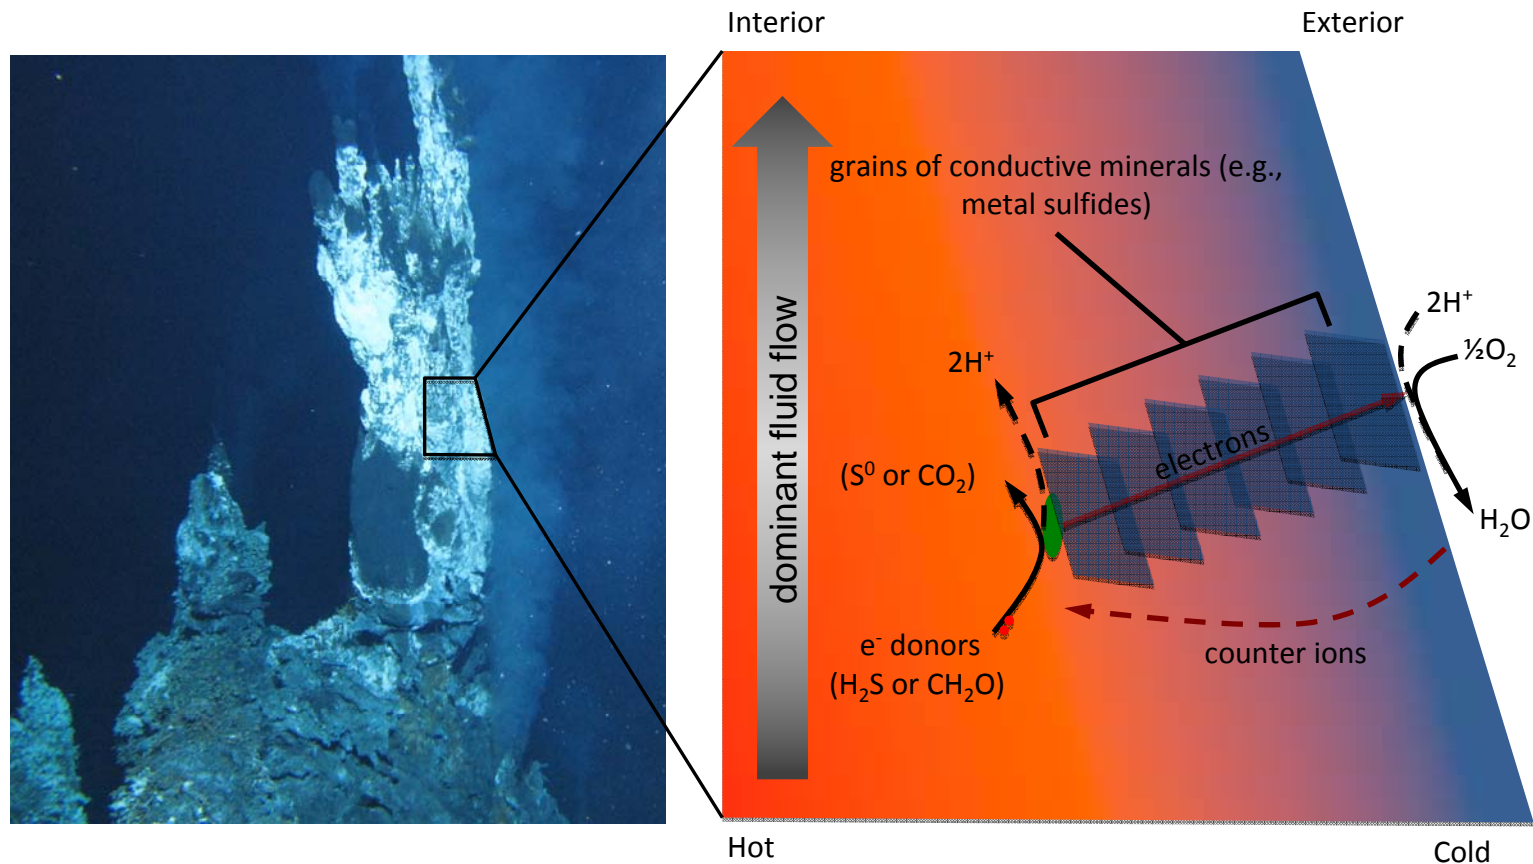 Interior
Exterior
grains of conductive minerals (e.g.,
metal sulfides)
dominant fluid flow
2H⁺
½O₂
2H⁺
electrons
(S⁰ or CO₂)
H₂O
e⁻ donors
(H₂S or CH₂O)
counter ions
Hot
Cold